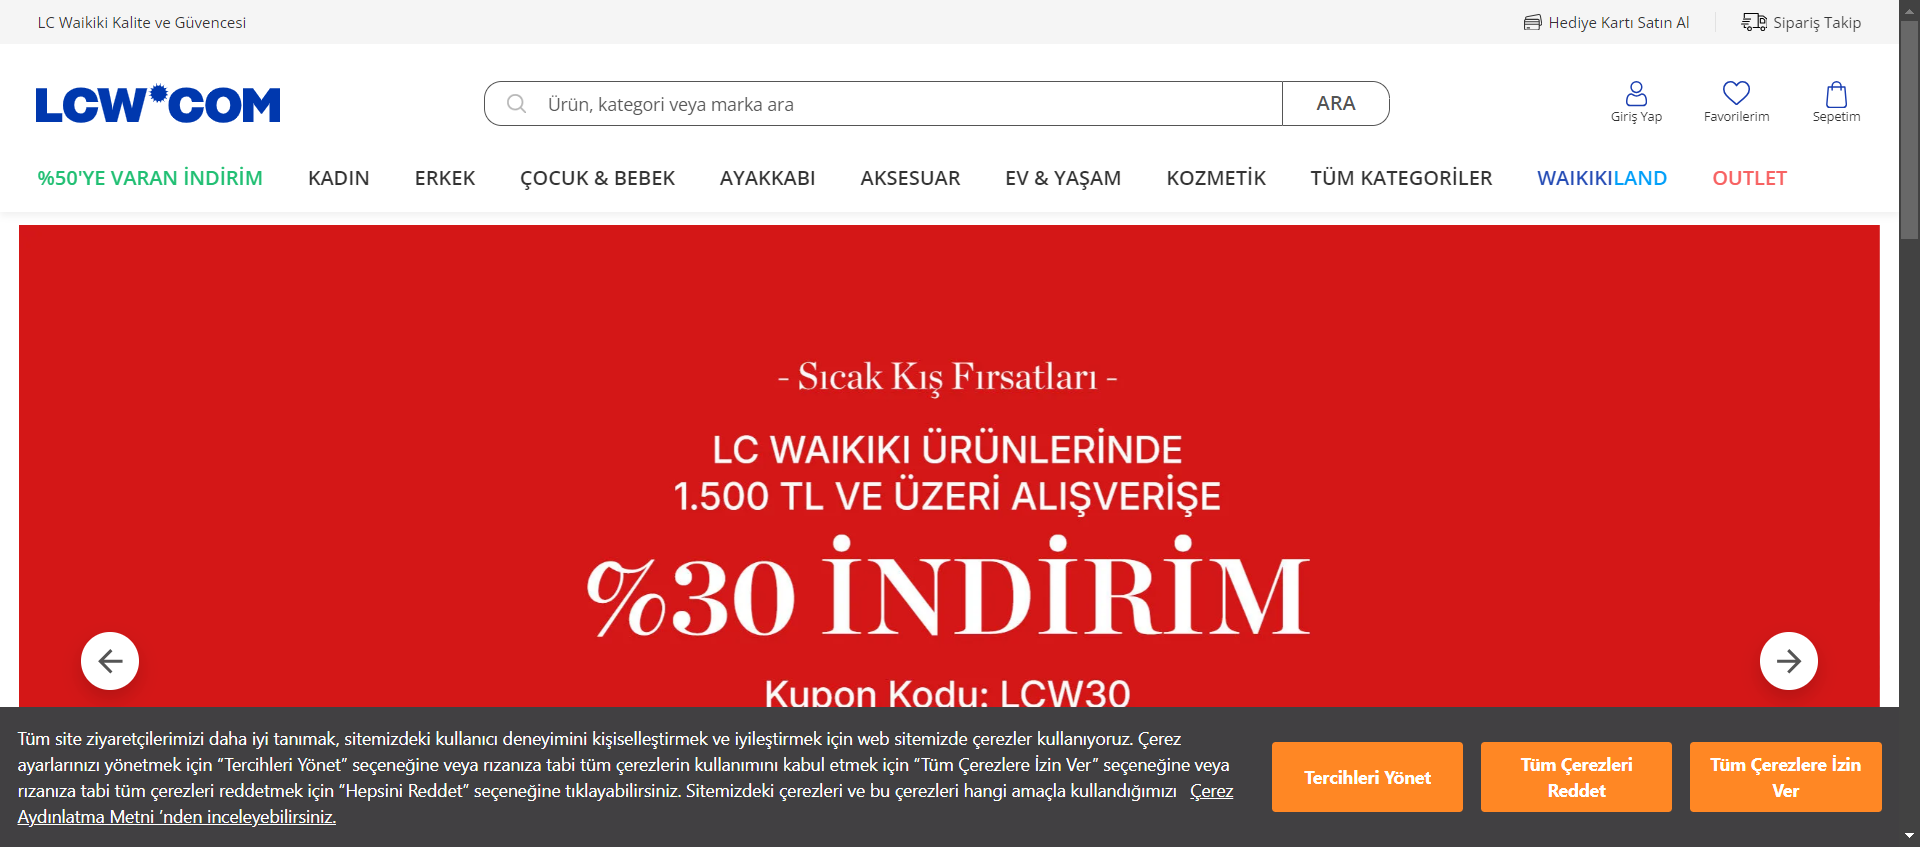 LC Waikiki Kalite ve Güvencesi
Hediye Kartı Satın Al
Sipariş Takip
LCW COM
Ürün, kategori veya marka ara
ARA
Giriş Yap
Favorilerim
Sepetim
%50'YE VARAN İNDİRİM
KADIN
ERKEK
ÇOCUK & BEBEK
AYAKKABI
AKSESUAR
EV & YAŞAM
KOZMETİK
TÜM KATEGORİLER
WAIKIKILAND
OUTLET
- Sıcak Kış Fırsatları -
LC WAIKIKI ÜRÜNLERİNDE
1.500 TL VE ÜZERİ ALIŞVERİŞE
%30 İNDİRİM
Kupon Kodu: LCW30
Tüm site ziyaretçilerimizi daha iyi tanımak, sitemizdeki kullanıcı deneyimini kişiselleştirmek ve iyileştirmek için web sitemizde çerezler kullanıyoruz. Çerez
ayarlarınızı yönetmek için “Tercihleri Yönet” seçeneğine veya rızanıza tabi tüm çerezlerin kullanımını kabul etmek için “Tüm Çerezlere İzin Ver” seçeneğine veya
rızanıza tabi tüm çerezleri reddetmek için “Hepsini Reddet” seçeneğine tıklayabilirsiniz. Sitemizdeki çerezleri ve bu çerezleri hangi amaçla kullandığımızı Çerez
Aydınlatma Metni ’nden inceleyebilirsiniz.
Tercihleri Yönet
Tüm Çerezleri
Reddet
Tüm Çerezlere İzin
Ver